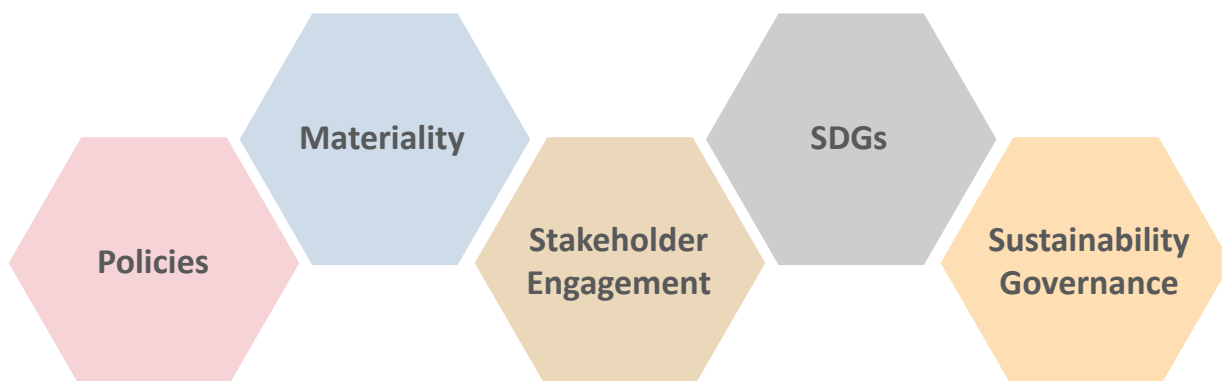 Policies
Materiality
Stakeholder
Engagement
SDGs
Sustainability
Governance